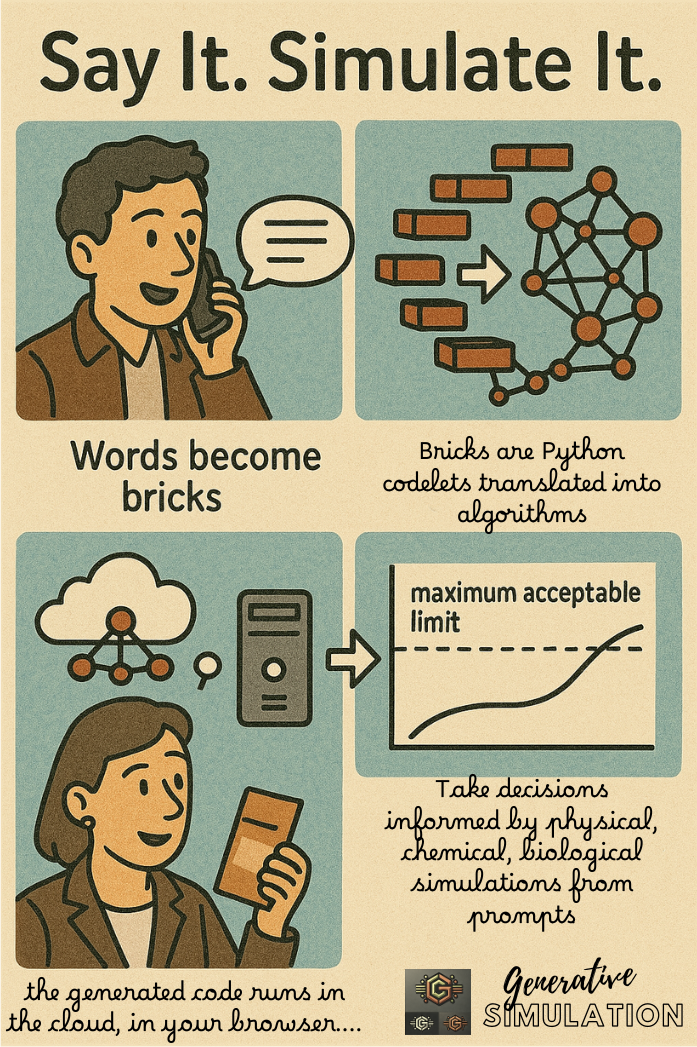 Say It. Simulate It.
Words become
bricks
Bricks are Python
codelets translated into
algorithms
maximum acceptable
limit
the generated code runs in
the cloud, in your browser....
Take decisions
informed by physical,
chemical, biological
simulations from
prompts
G
Generative
SIMULATION